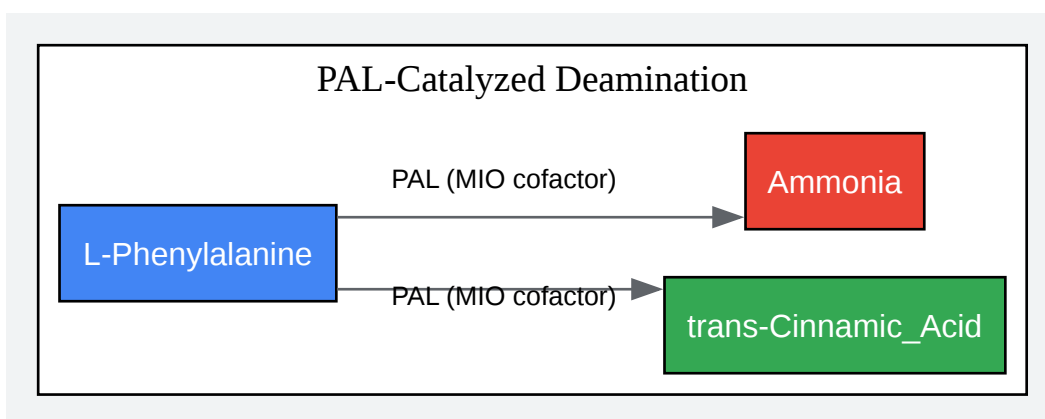 PAL-Catalyzed Deamination
PAL (MIO cofactor)
Ammonia
L-Phenylalanine
PAL (MIO cofactor)
trans-Cinnamic_Acid